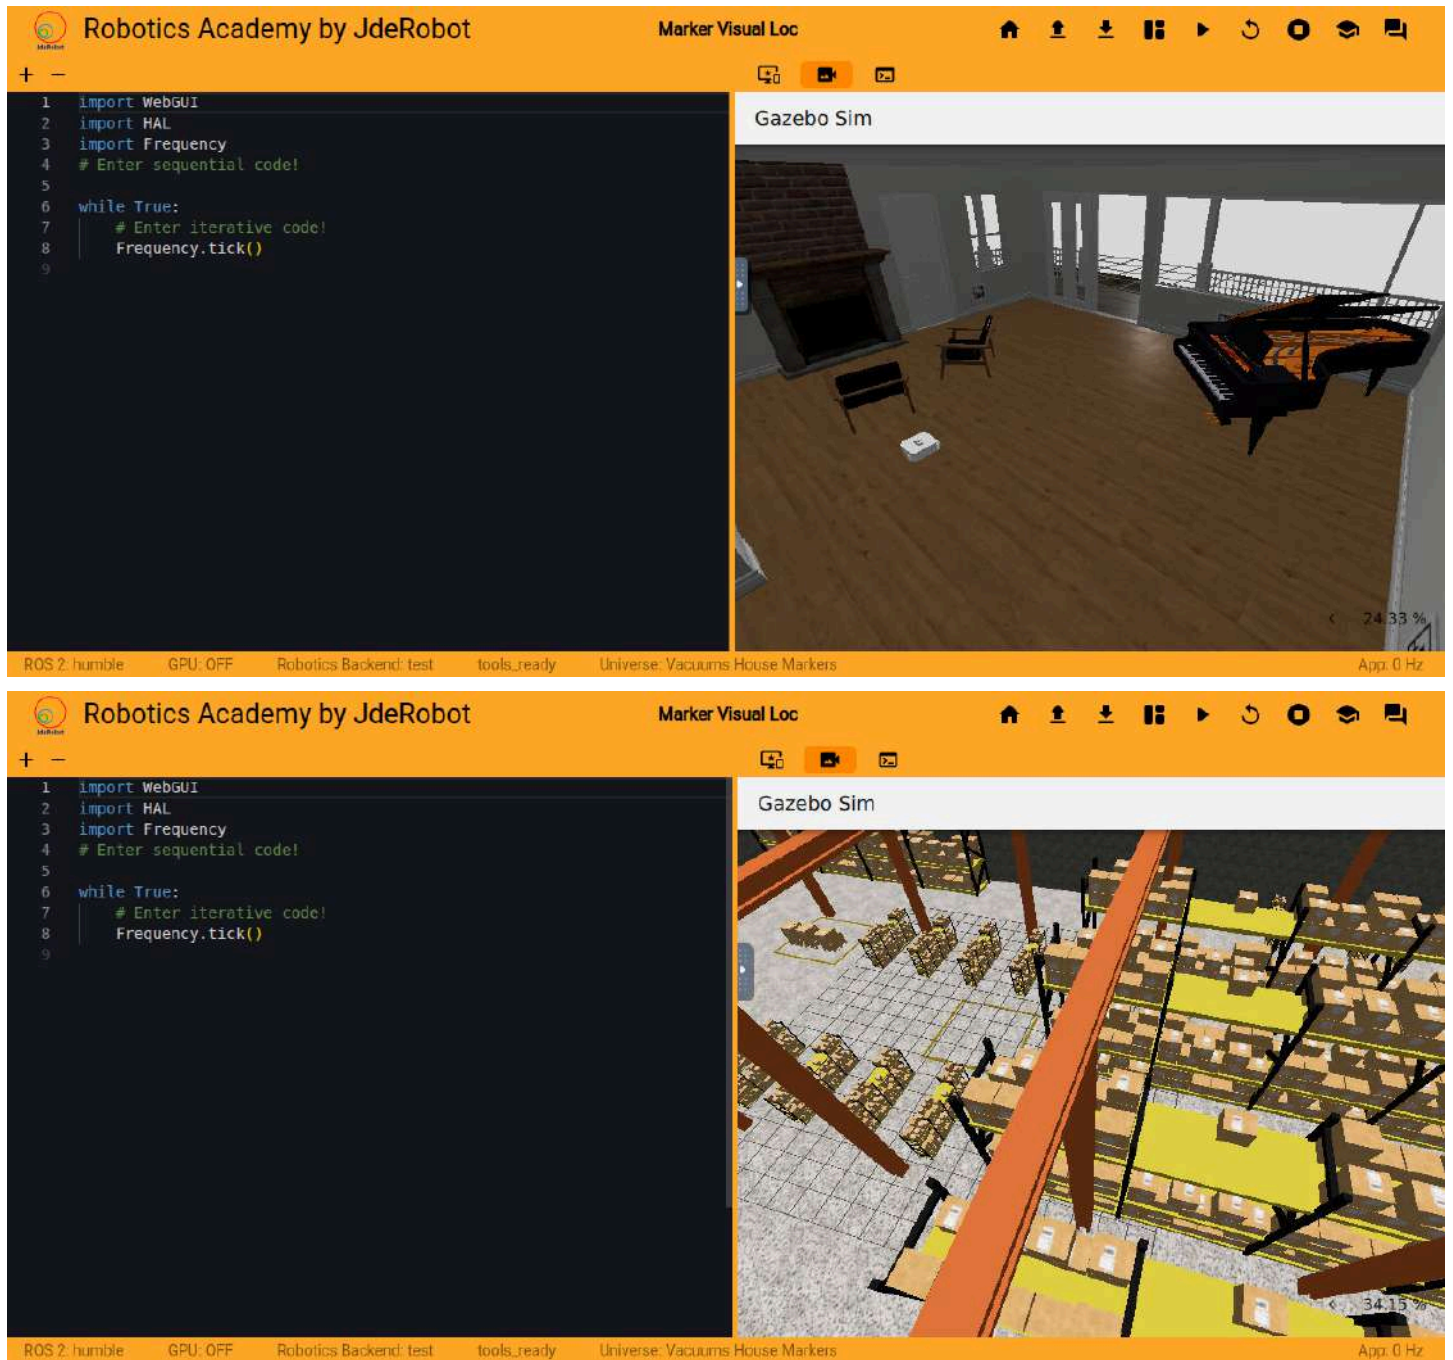 Robotics Academy by JdeRobot
Marker Visual Loc
JdeRobot
+ −
1 import WebGUI
2 import HAL
3 import Frequency
4 # Enter sequential code!
5
6 while True:
7 # Enter iterative code!
8 Frequency.tick()
9
Gazebo Sim
24.33 %
ROS 2: humble GPU: OFF Robotics Backend: test tools_ready Universe: Vacuums House Markers App: 0 Hz
Robotics Academy by JdeRobot
Marker Visual Loc
JdeRobot
+ −
1 import WebGUI
2 import HAL
3 import Frequency
4 # Enter sequential code!
5
6 while True:
7 # Enter iterative code!
8 Frequency.tick()
9
Gazebo Sim
34.15 %
ROS 2: humble GPU: OFF Robotics Backend: test tools_ready Universe: Vacuums House Markers App: 0 Hz